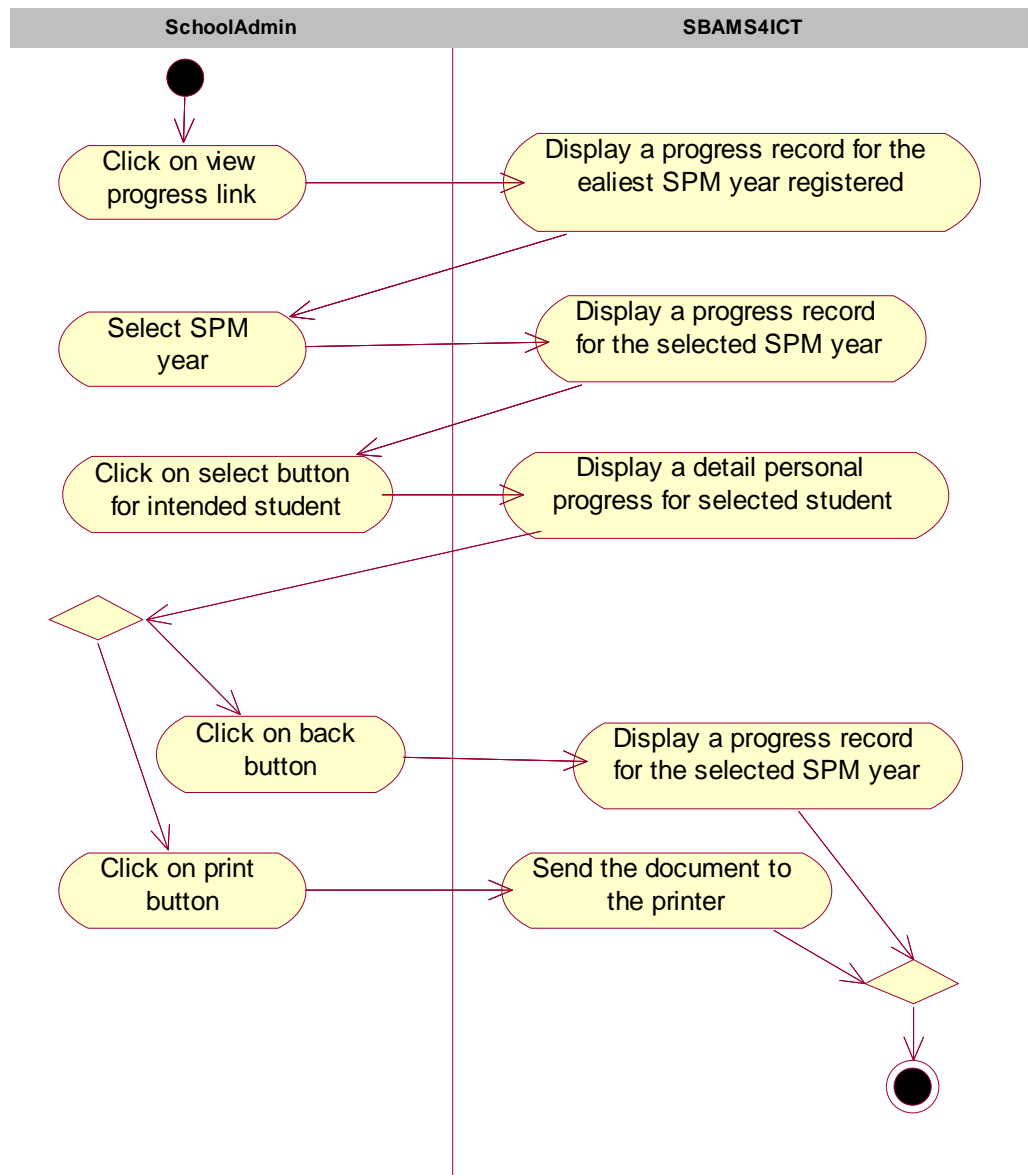 SchoolAdmin
SBAMS4ICT
Click on view
progress link
Display a progress record for the
ealiest SPM year registered
Select SPM
year
Display a progress record
for the selected SPM year
Click on select button
for intended student
Display a detail personal
progress for selected student
Click on back
button
Display a progress record
for the selected SPM year
Click on print
button
Send the document to
the printer